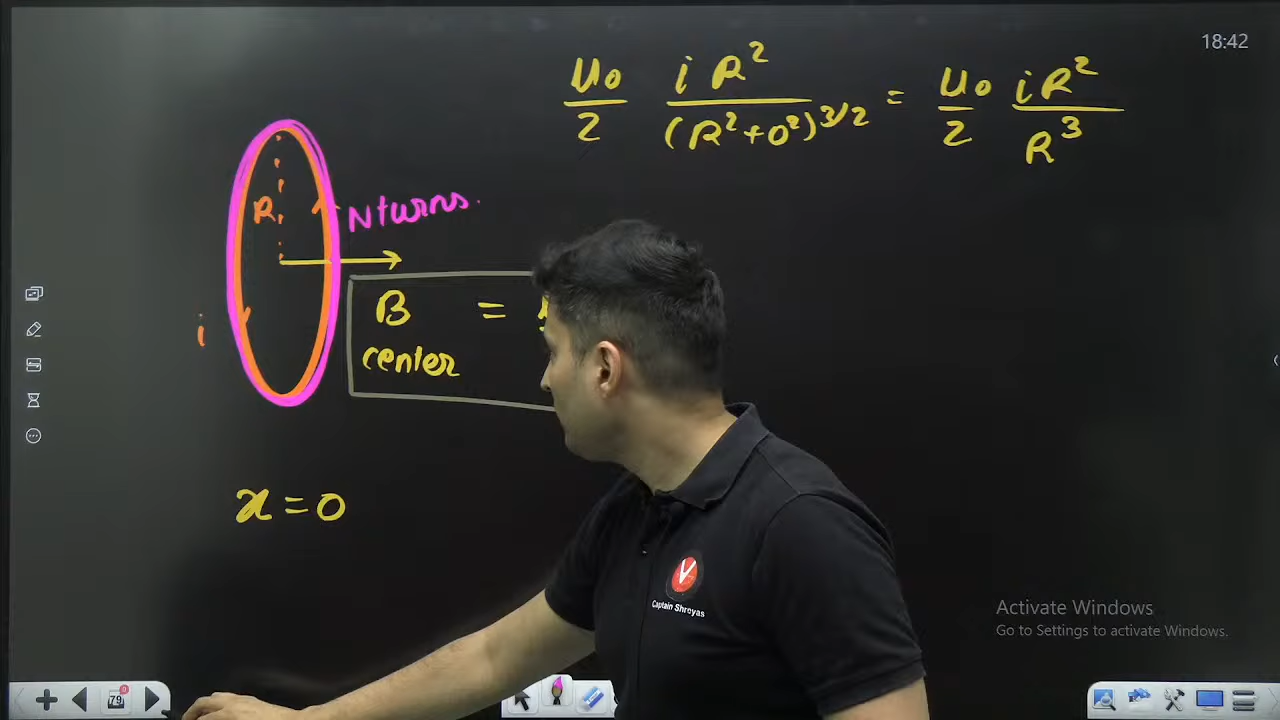 18:42
μ0/2 iR²/(R²+0²)^3/2 = μ0/2 iR²/R³
R
N turns.
i
B center =
x=0
Captain Shreyas
Activate Windows
Go to Settings to activate Windows.
79